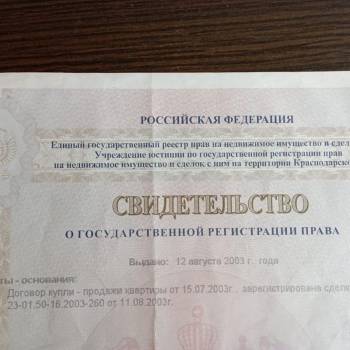 РОССИЙСКАЯ ФЕДЕРАЦИЯ
Единый государственный реестр прав на недвижимое имущество и сдел
Учреждение юстиции по государственной регистрации прав
на недвижимое имущество и сделок с ним на территории Краснодарско
СВИДЕТЕЛЬСТВО
О ГОСУДАРСТВЕННОЙ РЕГИСТРАЦИИ ПРАВА
Выдано: 12 августа 2003 г. года
ты - основания:
Договор купли - продажи квартиры от 15.07.2003г., зарегистрирована сдел
23-01.50-16.2003-260 от 11.08.2003г.